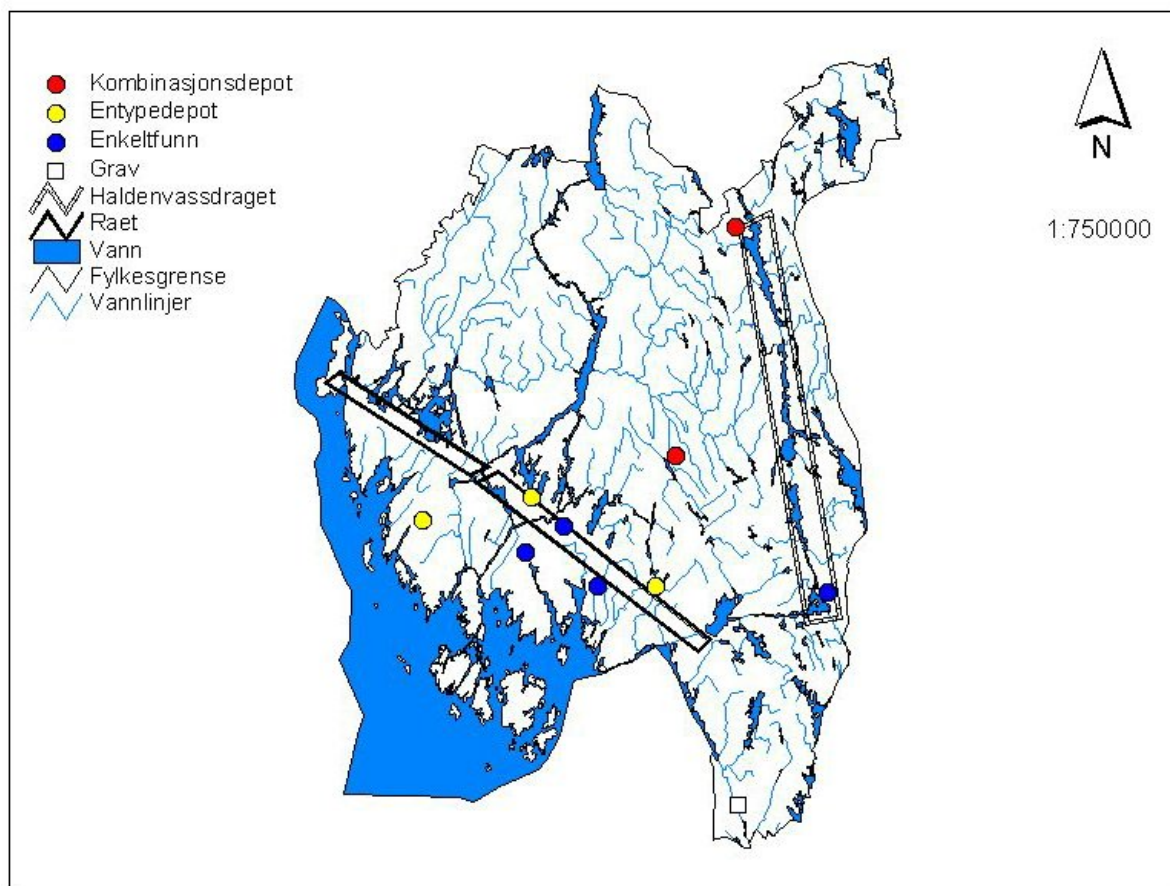 Kombinasjonsdepot
Entypedepot
Enkeltfunn
Grav
Haldenvassdraget
Raet
Vann
Fylkesgrense
Vannlinjer
N
1:750000